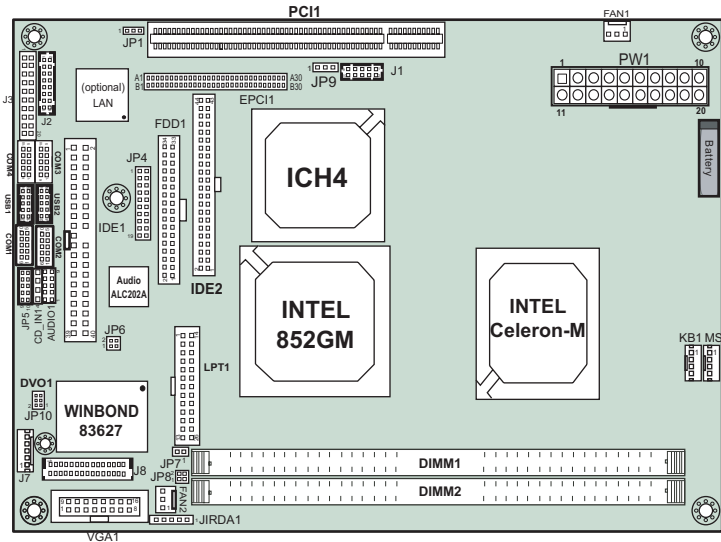 PCI1
FAN1
JP1
1
PW1
1
10
11
20
JP9
1
J1
A1
A30
B1
B30
EPCI1
J3
J2
(optional)
LAN
FDD1
Battery
COM4
COM3
JP4
1
ICH4
USB1
USB2
IDE1
COM1
COM2
Audio
ALC202A
IDE2
INTEL
852GM
INTEL
Celeron-M
JP5
CD_IN1
AUDIO1
JP6
KB1
MS
LPT1
DVO1
JP10
WINBOND
83627
J7
J8
JP7
JP8
FAN2
DIMM1
DIMM2
VGA1
JIRDA1